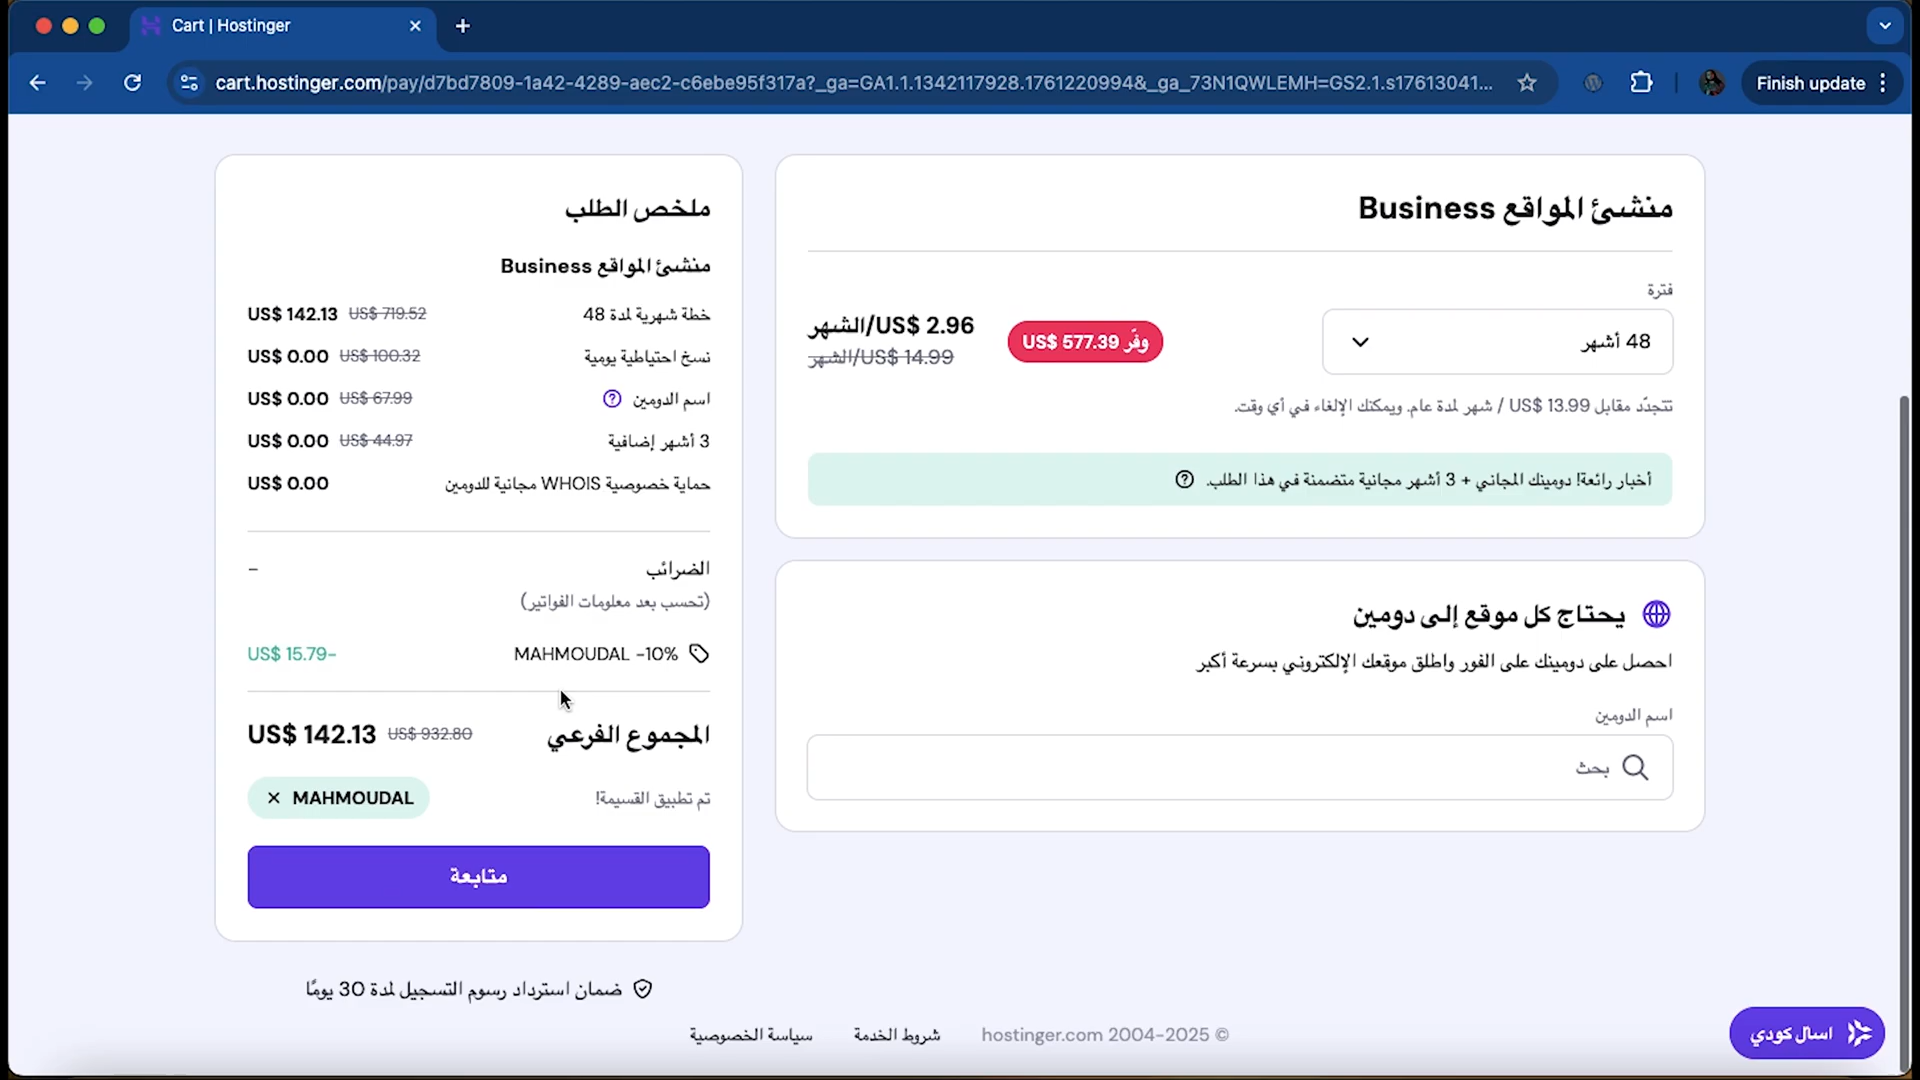 Cart | Hostinger
cart.hostinger.com/pay/d7bd7809-1a42-4289-aec2-c6ebe95f317a?_ga=GA1.1.1342117928.1761220994&_ga_73N1QWLEMH=GS2.1.s17613041...
Finish update
منشئ المواقع Business
فترة
48 أشهر
وفّر US$ 577.39
US$ 2.96/الشهر
US$ 14.99/الشهر
تتجدّد مقابل US$ 13.99 / شهر لمدة عام. ويمكنك الإلغاء في أي وقت.
أخبار رائعة! دومينك المجاني + 3 أشهر مجانية متضمنة في هذا الطلب.
يحتاج كل موقع إلى دومين
احصل على دومينك على الفور واطلق موقعك الإلكتروني بسرعة أكبر
اسم الدومين
بحث
ملخص الطلب
منشئ المواقع Business
خطة شهرية لمدة 48 US$ 719.52 US$ 142.13
نسخ احتياطية يومية US$ 100.32 US$ 0.00
اسم الدومين US$ 67.99 US$ 0.00
3 أشهر إضافية US$ 44.97 US$ 0.00
حماية خصوصية WHOIS مجانية للدومين US$ 0.00
الضرائب -
(تحسب بعد معلومات الفواتير)
MAHMOUDAL -10% US$ 15.79-
المجموع الفرعي US$ 932.80 US$ 142.13
تم تطبيق القسيمة! MAHMOUDAL
متابعة
ضمان استرداد رسوم التسجيل لمدة 30 يومًا
© 2004-2025 hostinger.com شروط الخدمة سياسة الخصوصية
اسأل كودي